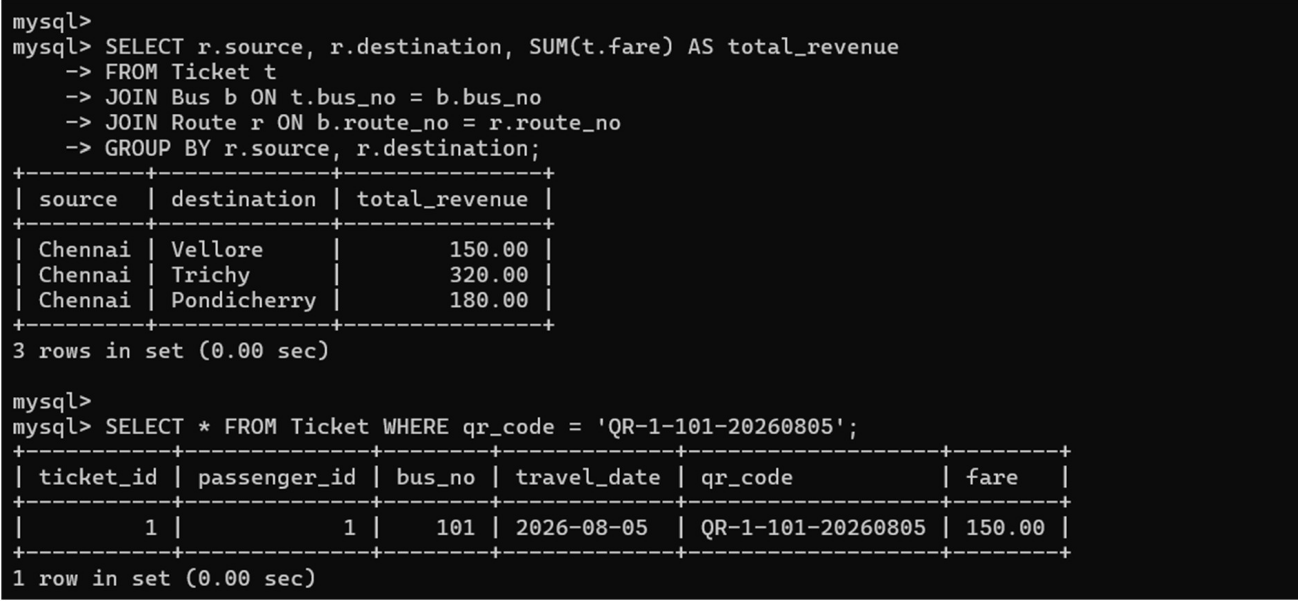 mysql>
mysql> SELECT r.source, r.destination, SUM(t.fare) AS total_revenue
    -> FROM Ticket t
    -> JOIN Bus b ON t.bus_no = b.bus_no
    -> JOIN Route r ON b.route_no = r.route_no
    -> GROUP BY r.source, r.destination;
+---------+-------------+---------------+
| source  | destination | total_revenue |
+---------+-------------+---------------+
| Chennai | Vellore     |        150.00 |
| Chennai | Trichy      |        320.00 |
| Chennai | Pondicherry |        180.00 |
+---------+-------------+---------------+
3 rows in set (0.00 sec)

mysql>
mysql> SELECT * FROM Ticket WHERE qr_code = 'QR-1-101-20260805';
+-----------+--------------+--------+-------------+-------------------+--------+
| ticket_id | passenger_id | bus_no | travel_date | qr_code           | fare   |
+-----------+--------------+--------+-------------+-------------------+--------+
|         1 |            1 |    101 | 2026-08-05  | QR-1-101-20260805 | 150.00 |
+-----------+--------------+--------+-------------+-------------------+--------+
1 row in set (0.00 sec)